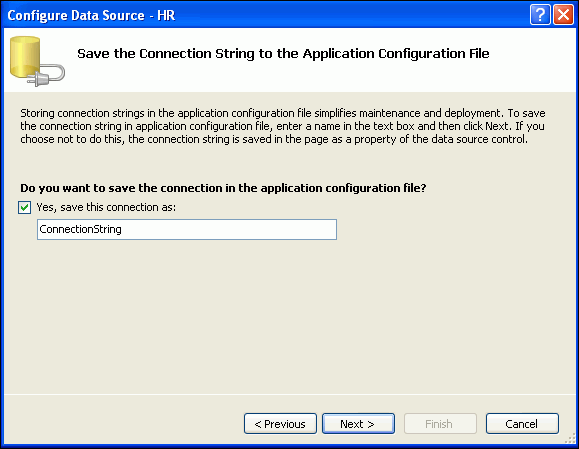 Configure Data Source - HR
?
Save the Connection String to the Application Configuration File
Storing connection strings in the application configuration file simplifies maintenance and deployment. To save
the connection string in application configuration file, enter a name in the text box and then click Next. If you
choose not to do this, the connection string is saved in the page as a property of the data source control.
Do you want to save the connection in the application configuration file?
Yes, save this connection as:
ConnectionString
< Previous
Next >
Finish
Cancel